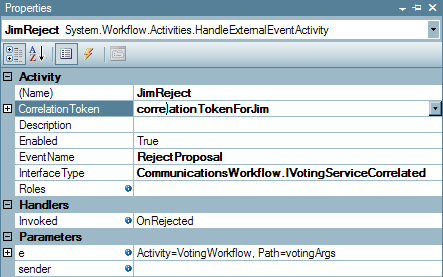 Properties
JimReject System.Workflow.Activities.HandleExternalEventActivity
Activity
(Name) JimReject
CorrelationToken correlationTokenForJim
Description
Enabled True
EventName RejectProposal
InterfaceType CommunicationsWorkflow.IVotingServiceCorrelated
Roles
Handlers
Invoked OnRejected
Parameters
e Activity=VotingWorkflow, Path=votingArgs
sender